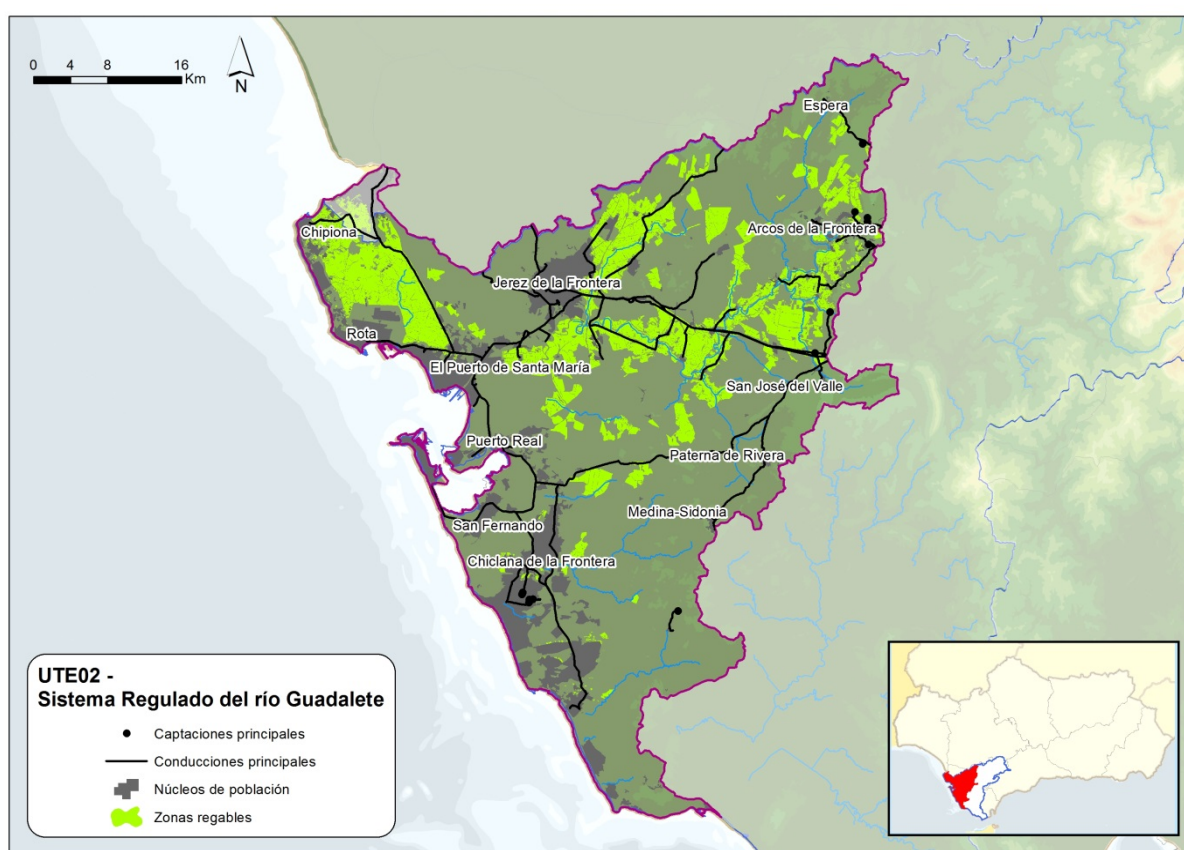 0 4 8 16
Km
N
Espera
Arcos de la Frontera
Chipiona
Jerez de la Frontera
Rota
El Puerto de Santa María
San José del Valle
Puerto Real
Paterna de Rivera
Medina-Sidonia
San Fernando
Chiclana de la Frontera
UTE02 -
Sistema Regulado del río Guadalete
Captaciones principales
Conducciones principales
Núcleos de población
Zonas regables